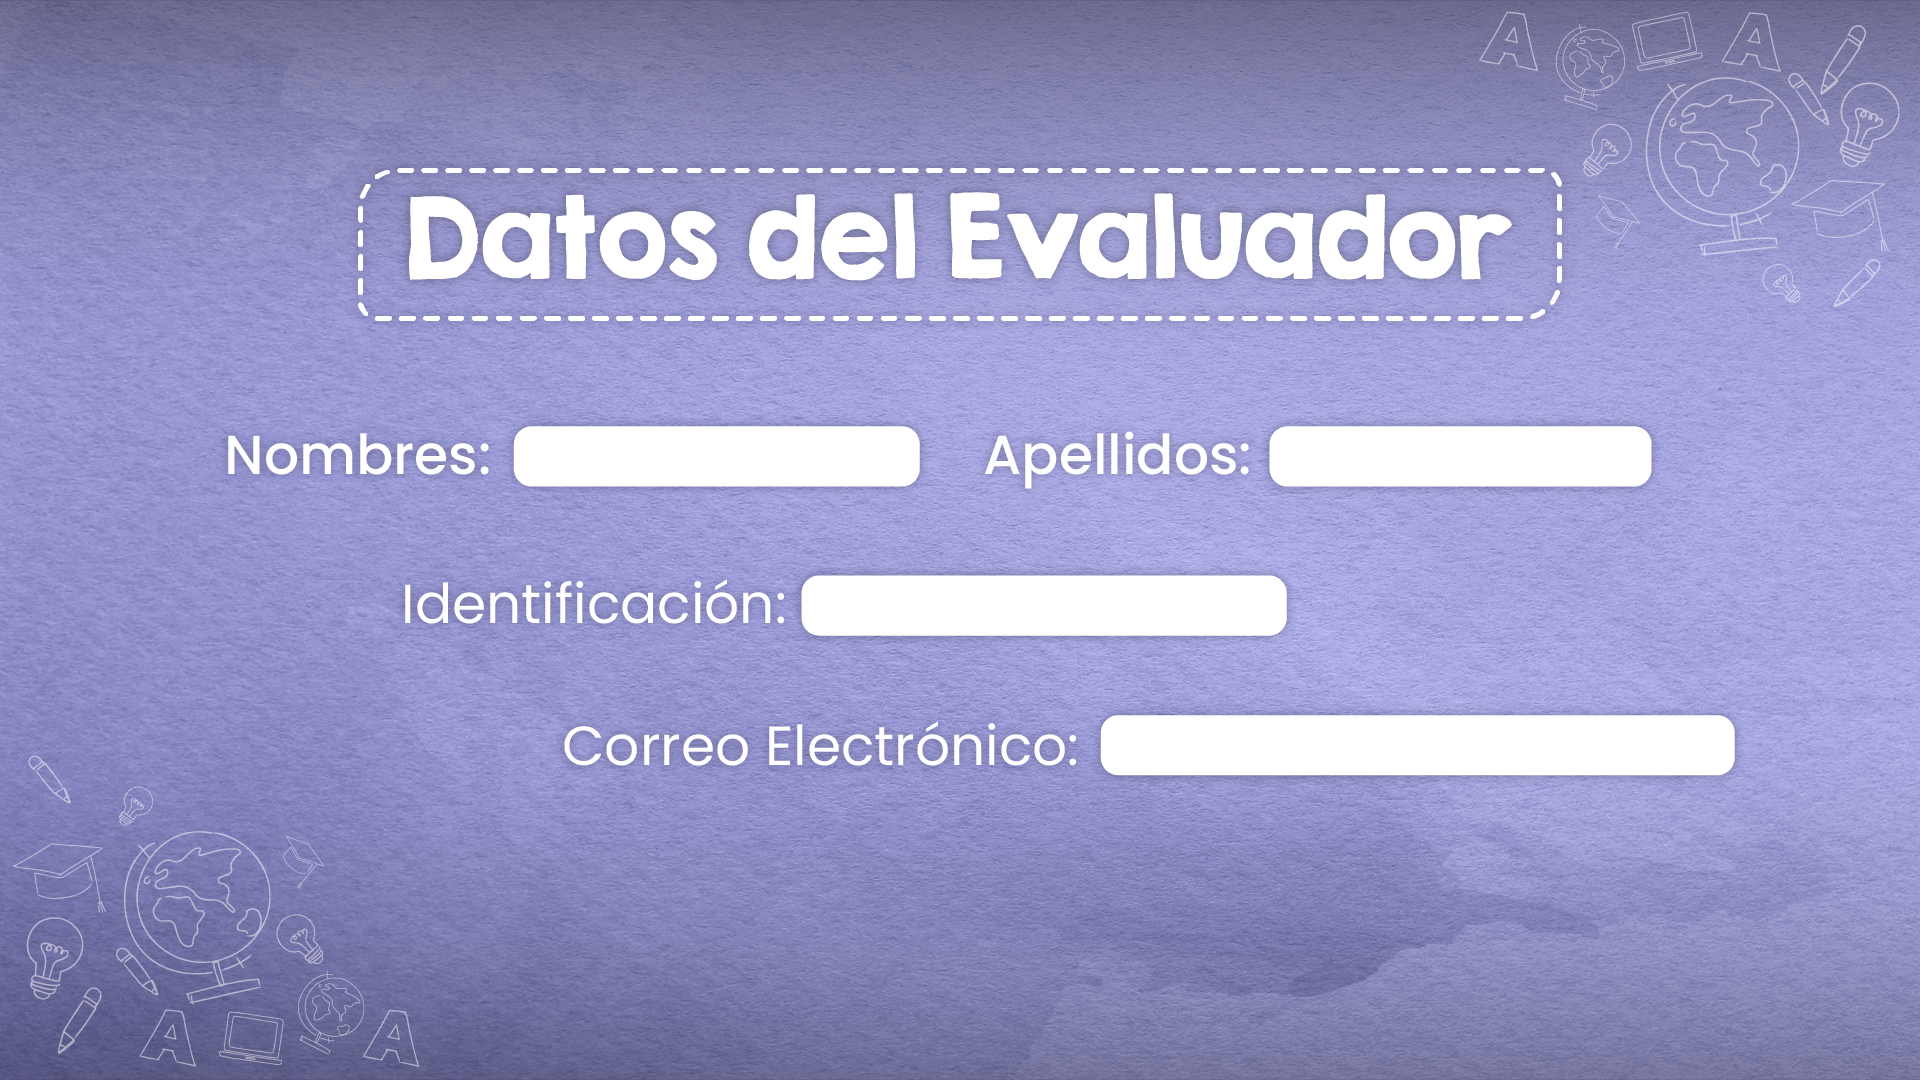 Datos del Evaluador
Nombres: Apellidos:
Identificación:
Correo Electrónico:
A A
A A